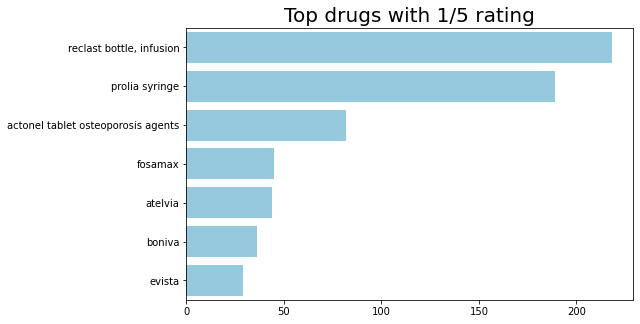 Top drugs with 1/5 rating
reclast bottle, infusion
prolia syringe
actonel tablet osteoporosis agents
fosamax
atelvia
boniva
evista
0 50 100 150 200